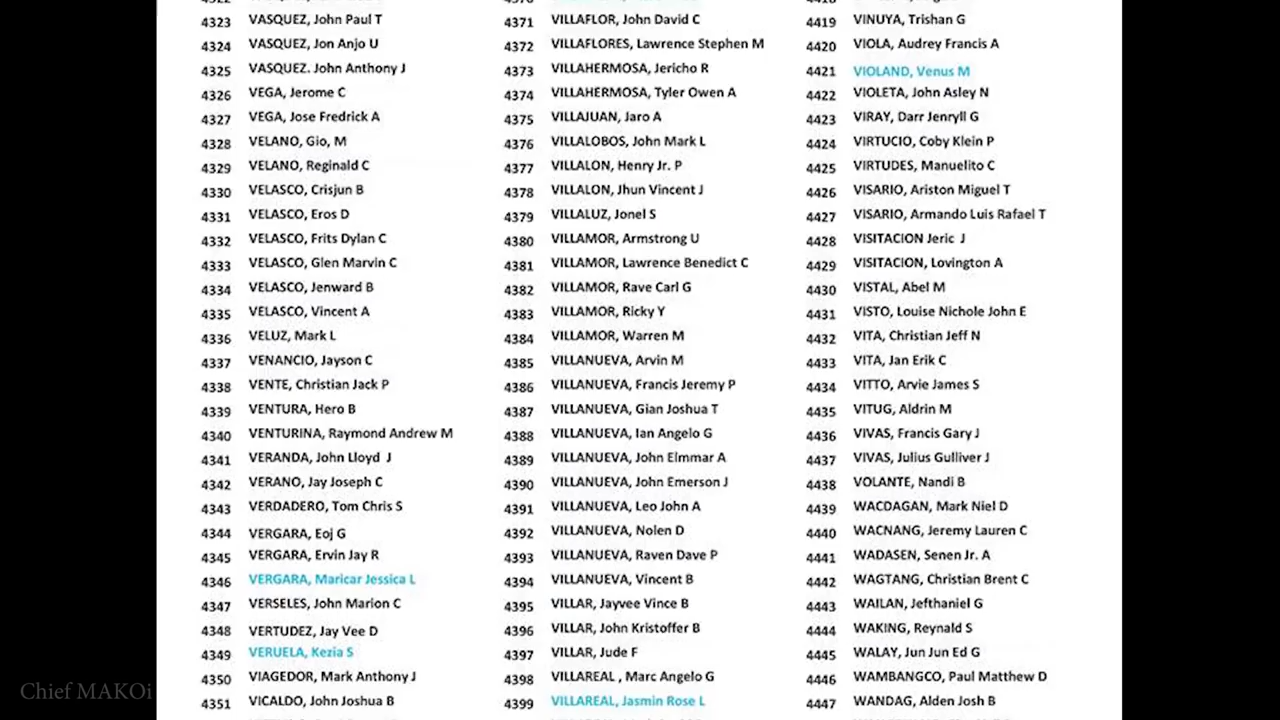 4323 VASQUEZ, John Paul T
4324 VASQUEZ, Jon Anjo U
4325 VASQUEZ. John Anthony J
4326 VEGA, Jerome C
4327 VEGA, Jose Fredrick A
4328 VELANO, Gio, M
4329 VELANO, Reginald C
4330 VELASCO, Crisjun B
4331 VELASCO, Eros D
4332 VELASCO, Frits Dylan C
4333 VELASCO, Glen Marvin C
4334 VELASCO, Jenward B
4335 VELASCO, Vincent A
4336 VELUZ, Mark L
4337 VENANCIO, Jayson C
4338 VENTE, Christian Jack P
4339 VENTURA, Hero B
4340 VENTURINA, Raymond Andrew M
4341 VERANDA, John Lloyd J
4342 VERANO, Jay Joseph C
4343 VERDADERO, Tom Chris S
4344 VERGARA, Eoj G
4345 VERGARA, Ervin Jay R
4346 VERGARA, Maricar Jessica L
4347 VERSELES, John Marion C
4348 VERTUDEZ, Jay Vee D
4349 VERUELA, Kezia S
4350 VIAGEDOR, Mark Anthony J
4351 VICALDO, John Joshua B
4371 VILLAFLOR, John David C
4372 VILLAFLORES, Lawrence Stephen M
4373 VILLAHERMOSA, Jericho R
4374 VILLAHERMOSA, Tyler Owen A
4375 VILLAJUAN, Jaro A
4376 VILLALOBOS, John Mark L
4377 VILLALON, Henry Jr. P
4378 VILLALON, Jhun Vincent J
4379 VILLALUZ, Jonel S
4380 VILLAMOR, Armstrong U
4381 VILLAMOR, Lawrence Benedict C
4382 VILLAMOR, Rave Carl G
4383 VILLAMOR, Ricky Y
4384 VILLAMOR, Warren M
4385 VILLANUEVA, Arvin M
4386 VILLANUEVA, Francis Jeremy P
4387 VILLANUEVA, Gian Joshua T
4388 VILLANUEVA, Ian Angelo G
4389 VILLANUEVA, John Elmmar A
4390 VILLANUEVA, John Emerson J
4391 VILLANUEVA, Leo John A
4392 VILLANUEVA, Nolen D
4393 VILLANUEVA, Raven Dave P
4394 VILLANUEVA, Vincent B
4395 VILLAR, Jayvee Vince B
4396 VILLAR, John Kristoffer B
4397 VILLAR, Jude F
4398 VILLAREAL , Marc Angelo G
4399 VILLAREAL, Jasmin Rose L
4419 VINUYA, Trishan G
4420 VIOLA, Audrey Francis A
4421 VIOLAND, Venus M
4422 VIOLETA, John Asley N
4423 VIRAY, Darr Jenryll G
4424 VIRTUCIO, Coby Klein P
4425 VIRTUDES, Manuelito C
4426 VISARIO, Ariston Miguel T
4427 VISARIO, Armando Luis Rafael T
4428 VISITACION Jeric J
4429 VISITACION, Lovington A
4430 VISTAL, Abel M
4431 VISTO, Louise Nichole John E
4432 VITA, Christian Jeff N
4433 VITA, Jan Erik C
4434 VITTO, Arvie James S
4435 VITUG, Aldrin M
4436 VIVAS, Francis Gary J
4437 VIVAS, Julius Gulliver J
4438 VOLANTE, Nandi B
4439 WACDAGAN, Mark Niel D
4440 WACNANG, Jeremy Lauren C
4441 WADASEN, Senen Jr. A
4442 WAGTANG, Christian Brent C
4443 WAILAN, Jefthaniel G
4444 WAKING, Reynald S
4445 WALAY, Jun Jun Ed G
4446 WAMBANGCO, Paul Matthew D
4447 WANDAG, Alden Josh B
Chief MAKOi